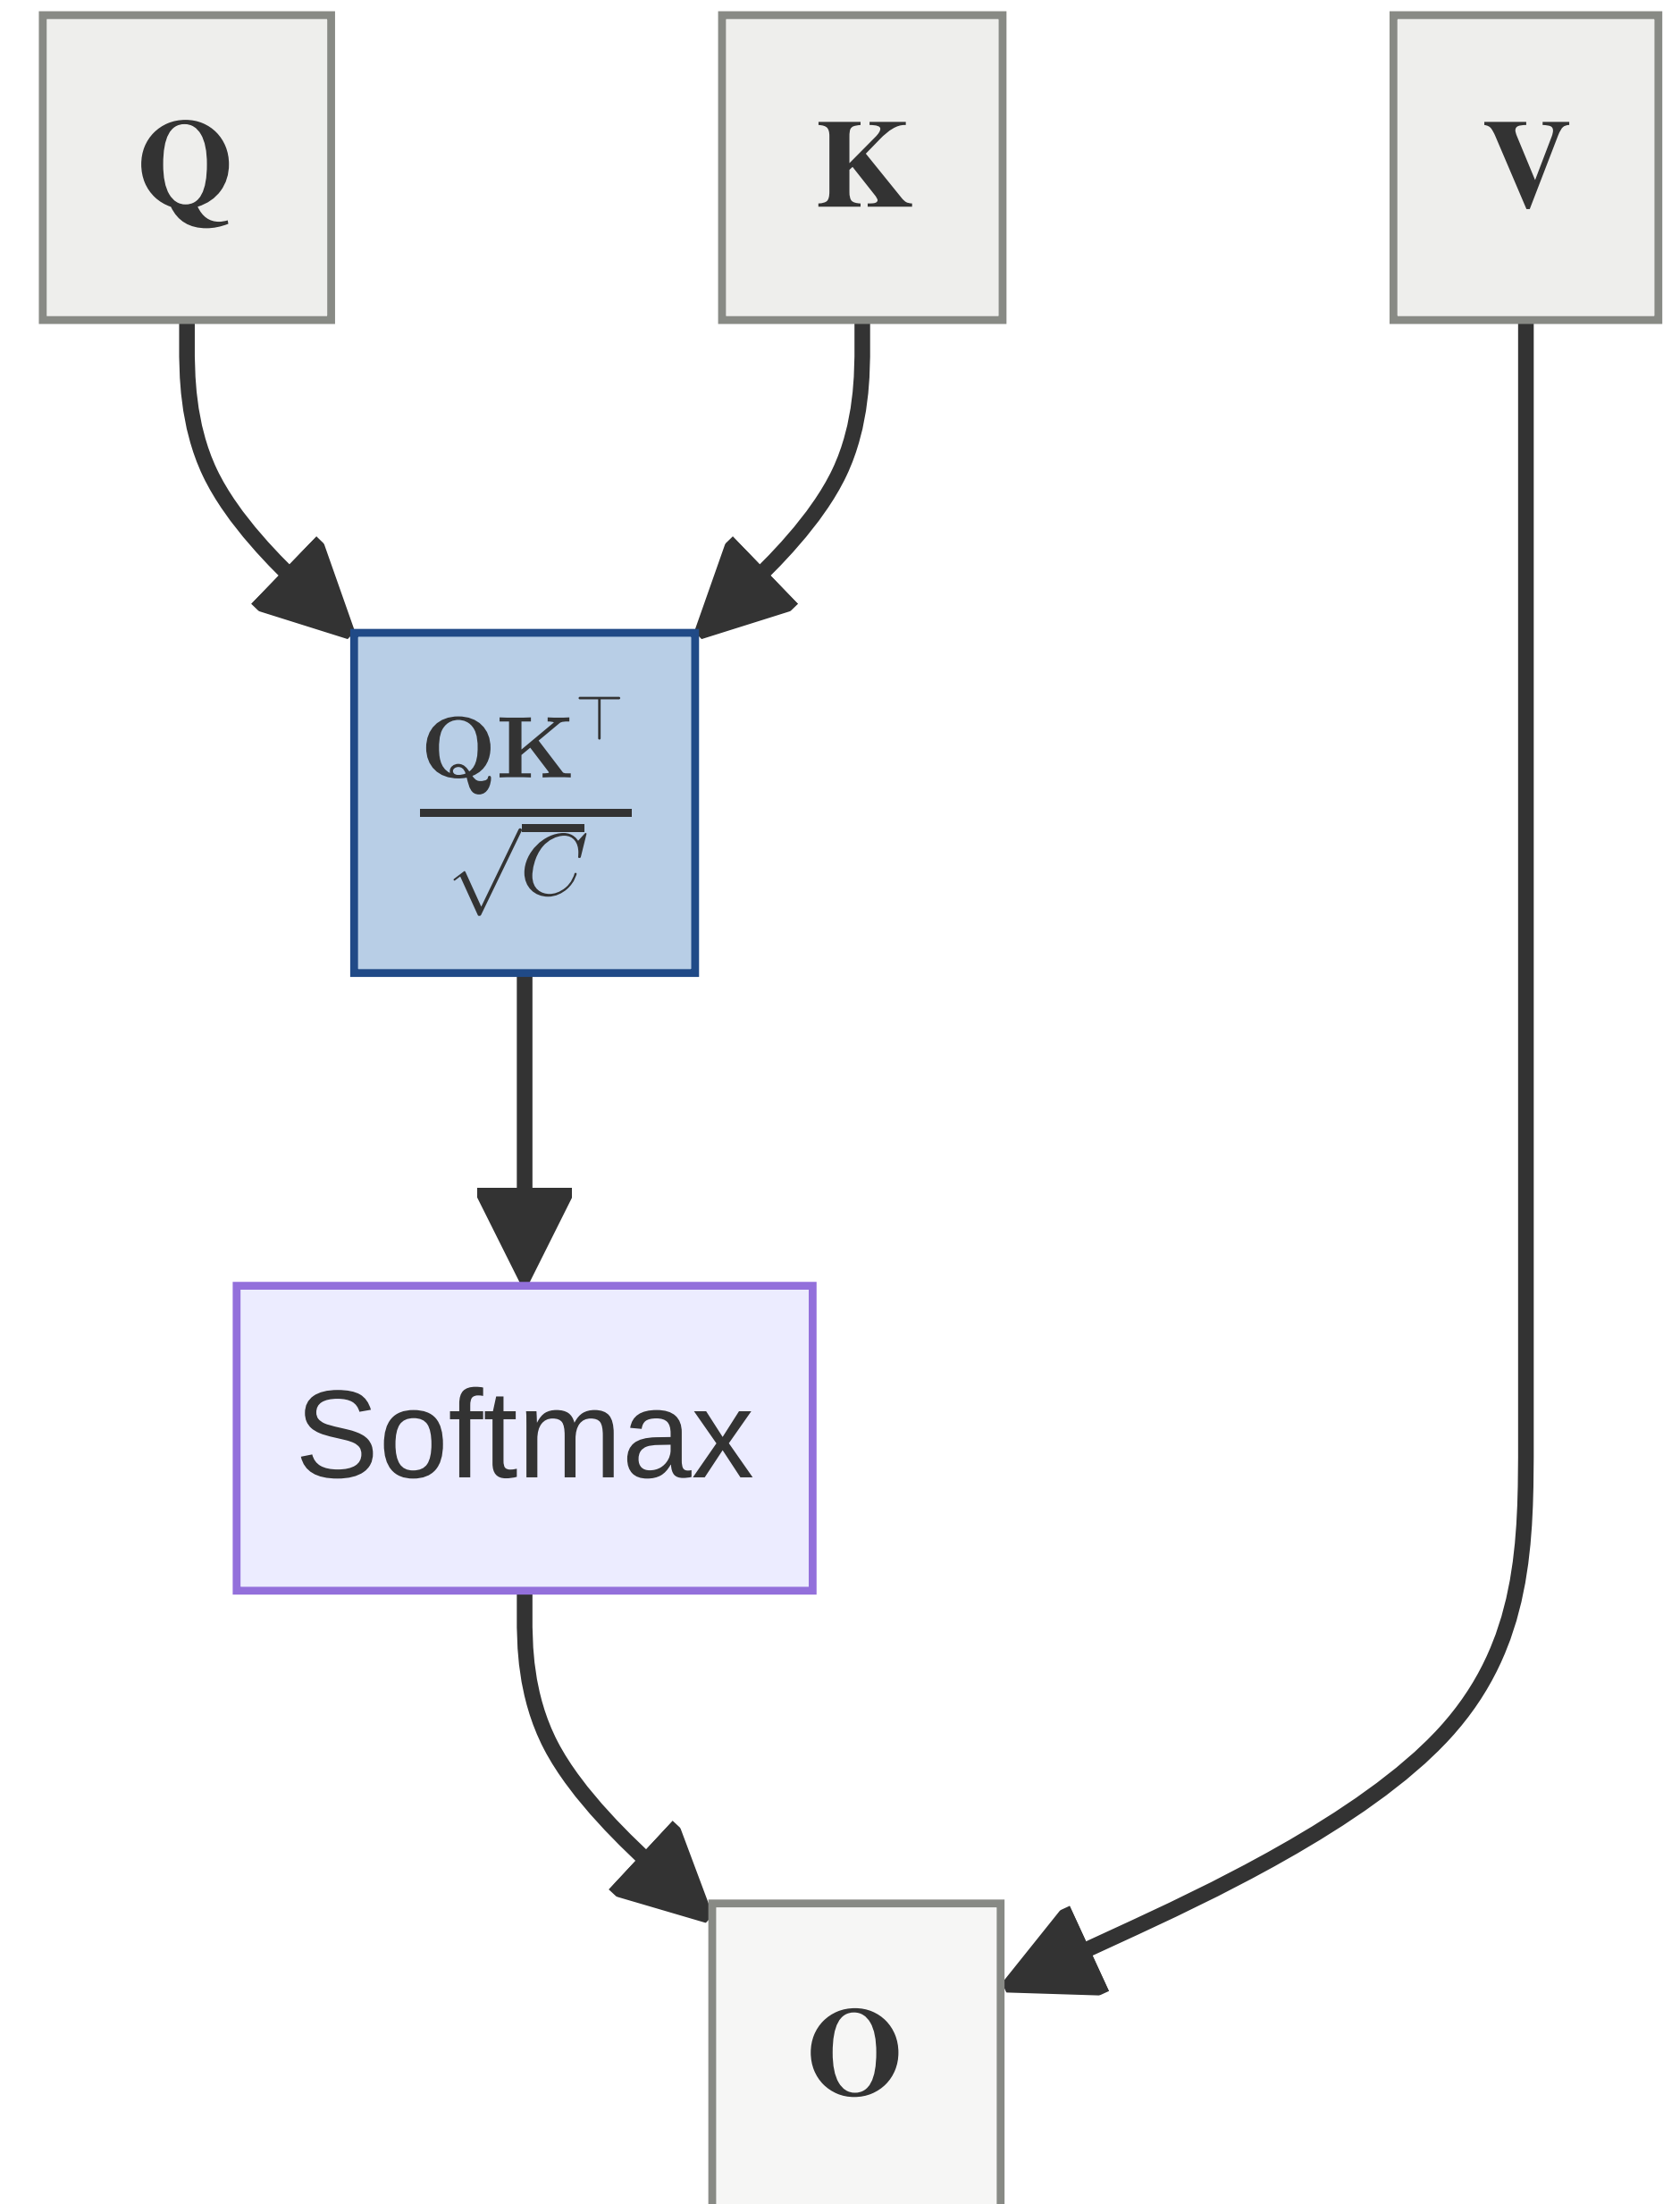 Q K V
QK⊤
√C
Softmax
O